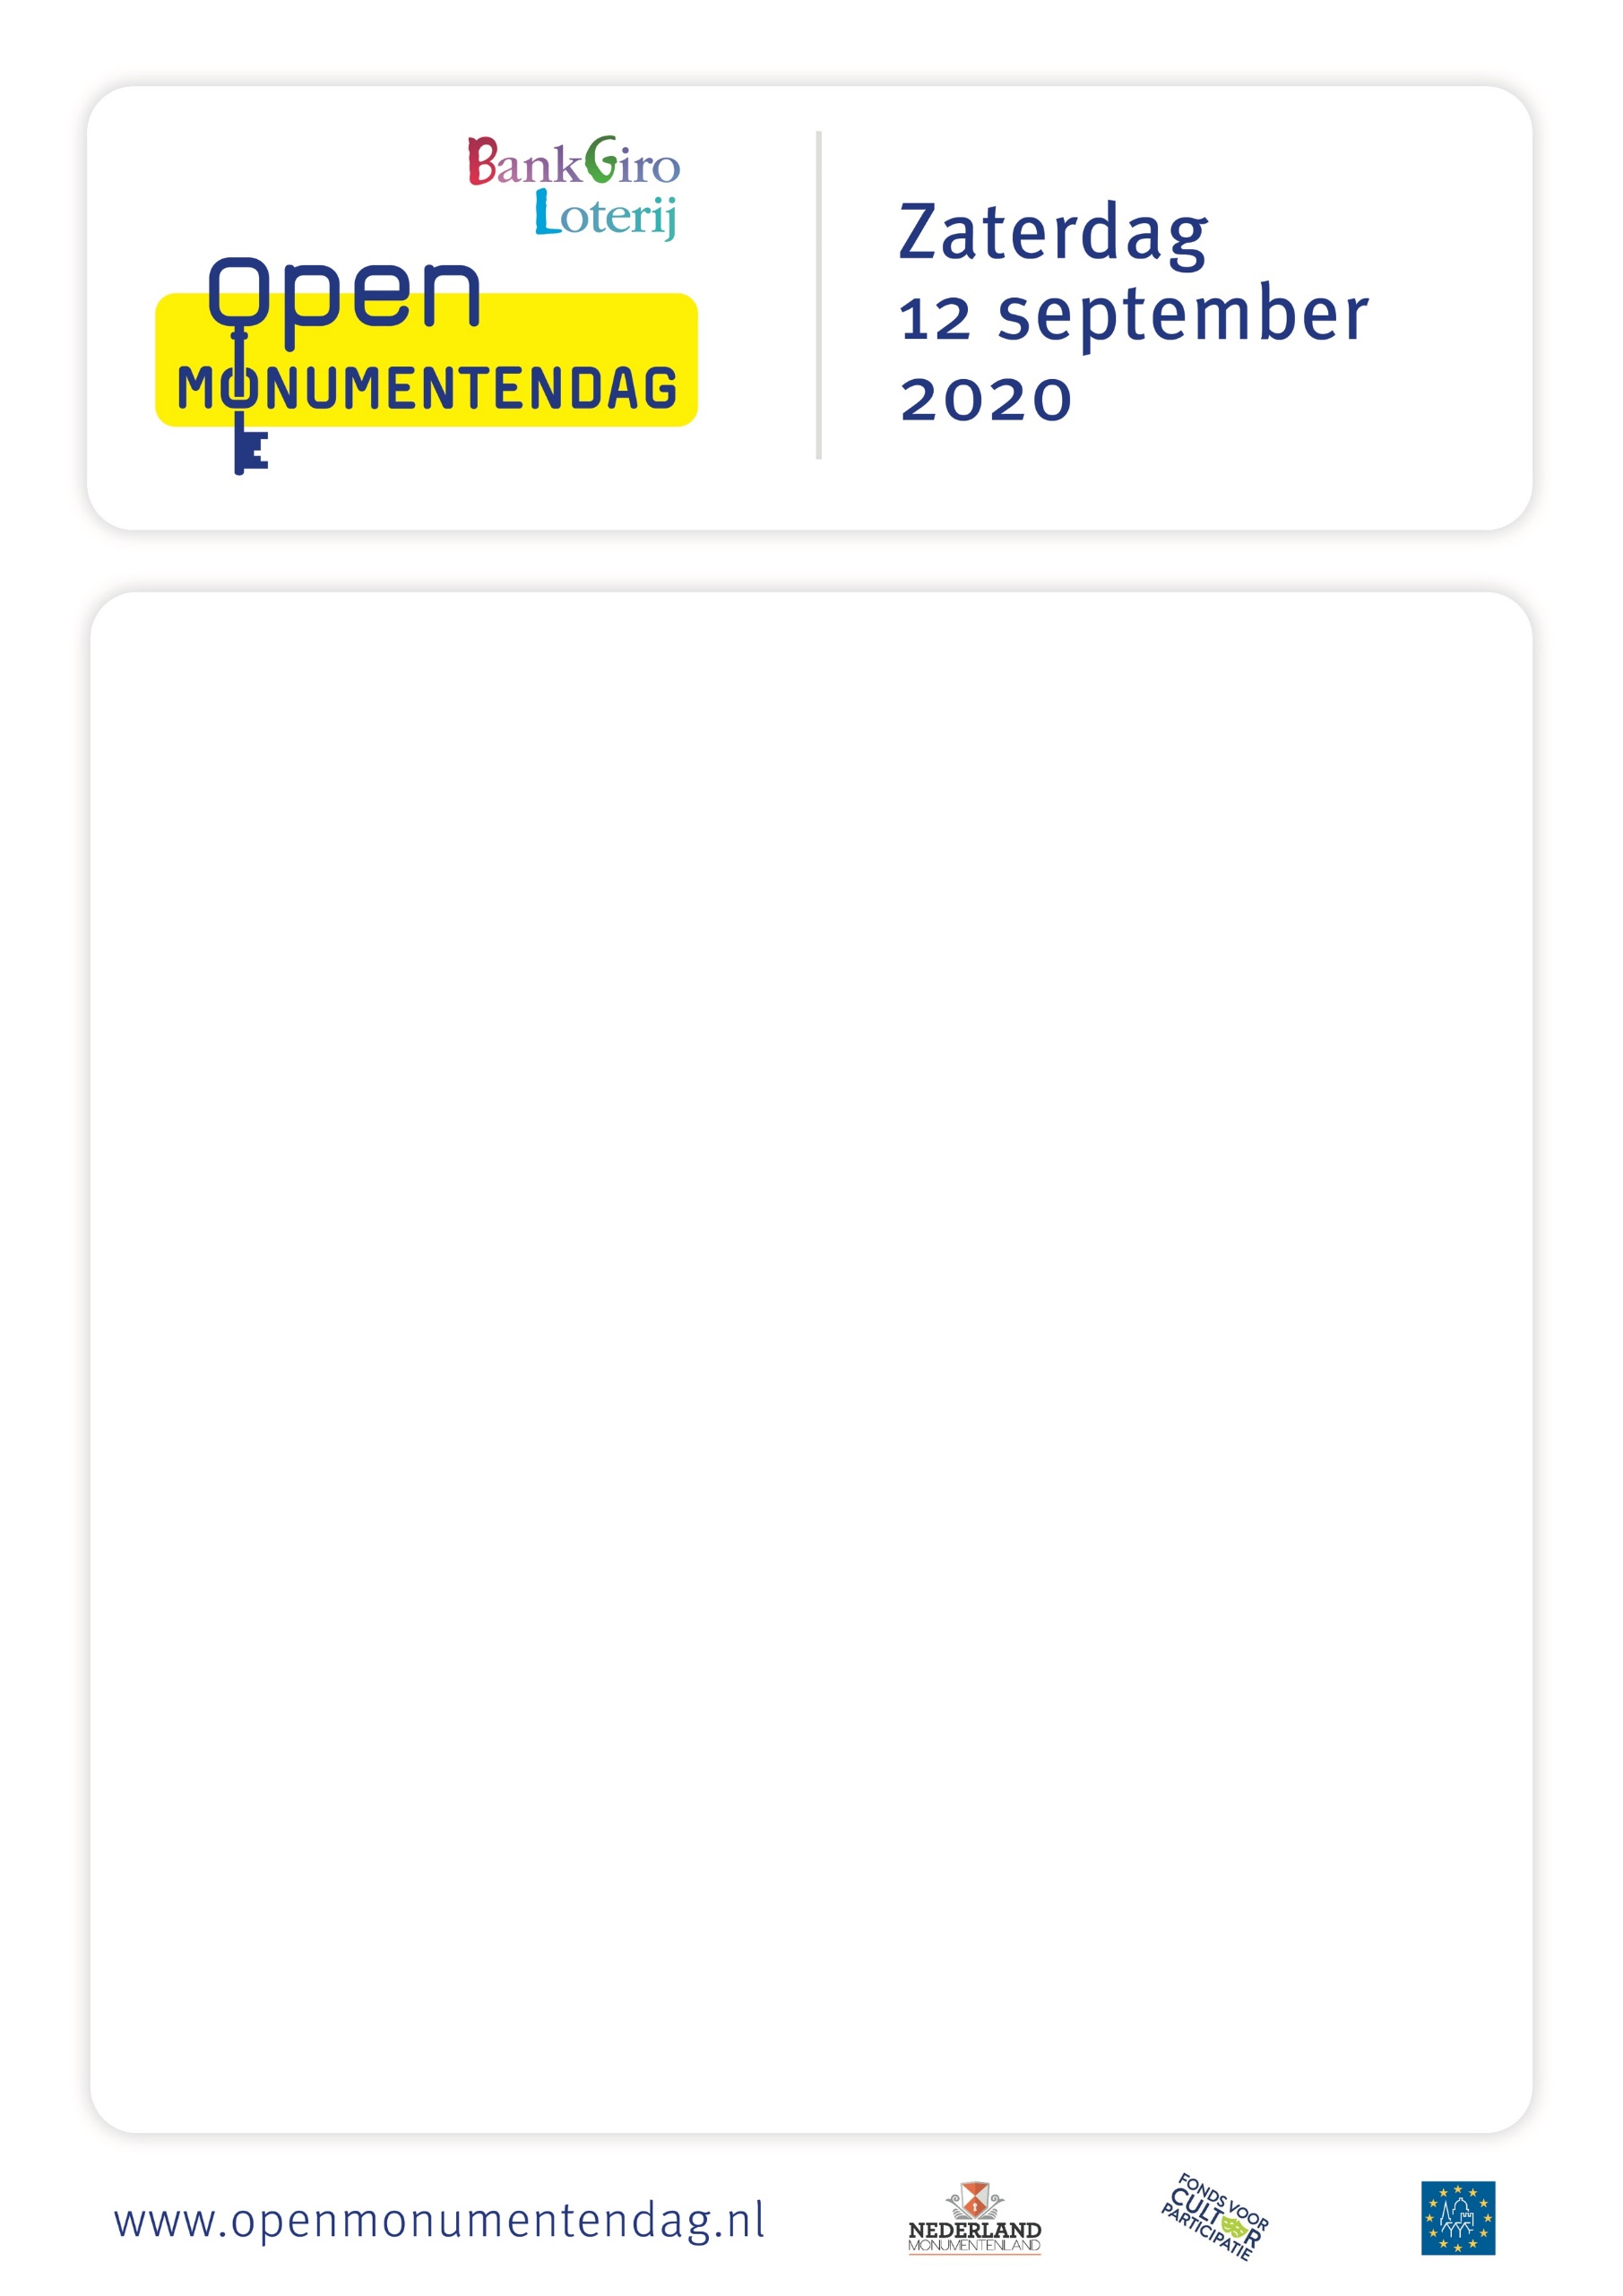 BankGiro
Loterij
open
MONUMENTENDAG
Zaterdag
12 september
2020
www.openmonumentendag.nl
NEDERLAND
MONUMENTENLAND
FONDS VOOR
CULTUUR
PARTICIPATIE